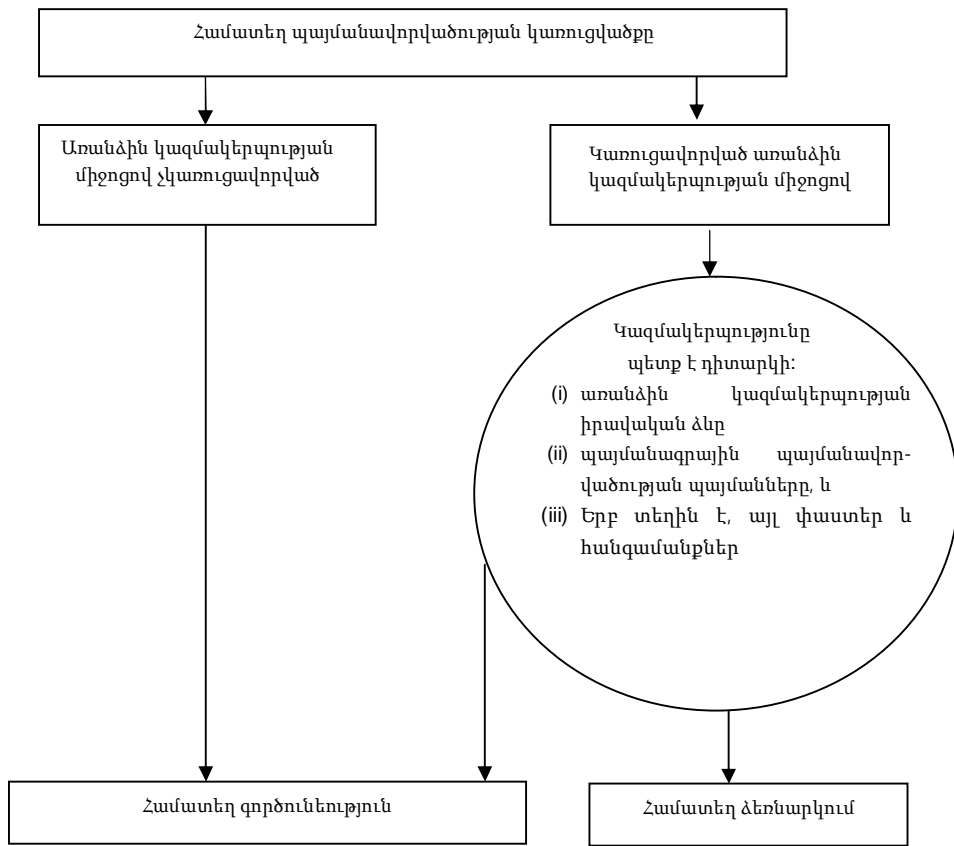 Համատեղ պայմանավորվածության կառուցվածքը
Առանձին կազմակերպության
միջոցով չկառուցավորված
Կառուցավորված առանձին
կազմակերպության միջոցով
Կազմակերպությունը
պետք է դիտարկի:
(i) առանձին կազմակերպության
իրավական ձևը
(ii) պայմանագրային պայմանավոր-
վածության պայմանները, և
(iii) Երբ տեղին է, այլ փաստեր և
հանգամանքներ
Համատեղ գործունեություն
Համատեղ ձեռնարկում